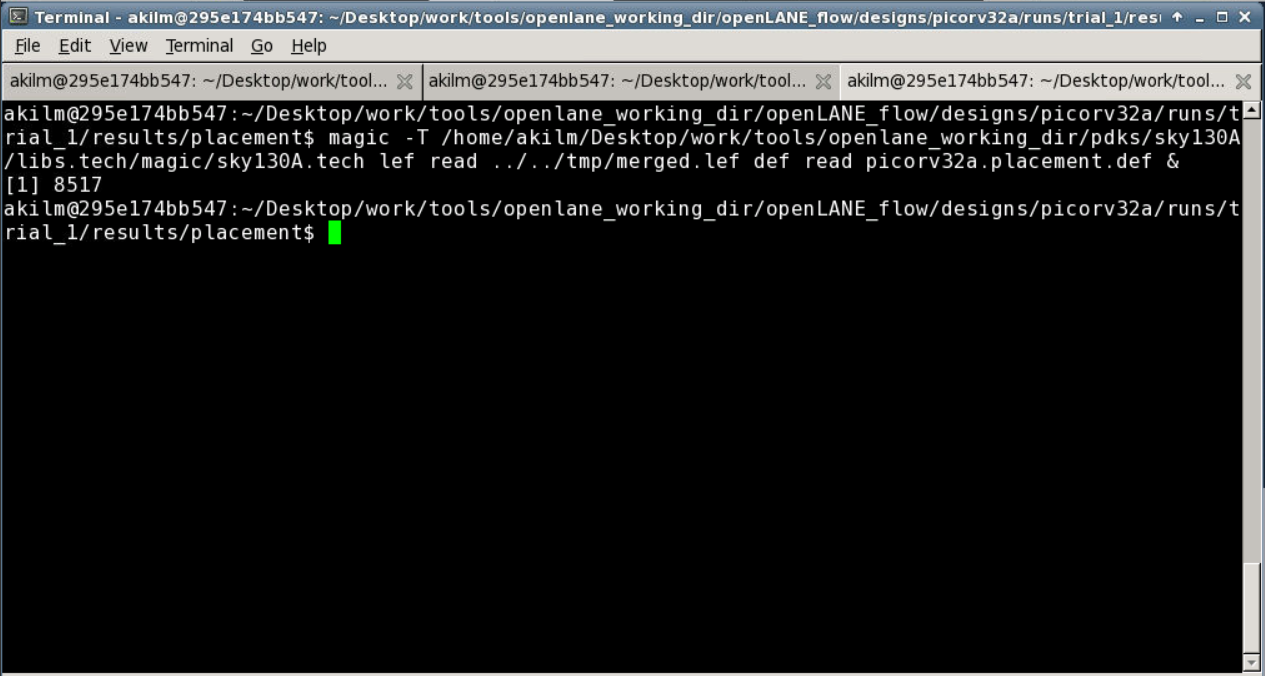 Terminal - akilm@295e174bb547: ~/Desktop/work/tools/openlane_working_dir/openLANE_flow/designs/picorv32a/runs/trial_1/res
File Edit View Terminal Go Help
akilm@295e174bb547: ~/Desktop/work/tool... akilm@295e174bb547: ~/Desktop/work/tool... akilm@295e174bb547: ~/Desktop/work/tool...
akilm@295e174bb547:~/Desktop/work/tools/openlane_working_dir/openLANE_flow/designs/picorv32a/runs/t
rial_1/results/placement$ magic -T /home/akilm/Desktop/work/tools/openlane_working_dir/pdks/sky130A
/libs.tech/magic/sky130A.tech lef read ../../tmp/merged.lef def read picorv32a.placement.def &
[1] 8517
akilm@295e174bb547:~/Desktop/work/tools/openlane_working_dir/openLANE_flow/designs/picorv32a/runs/t
rial_1/results/placement$